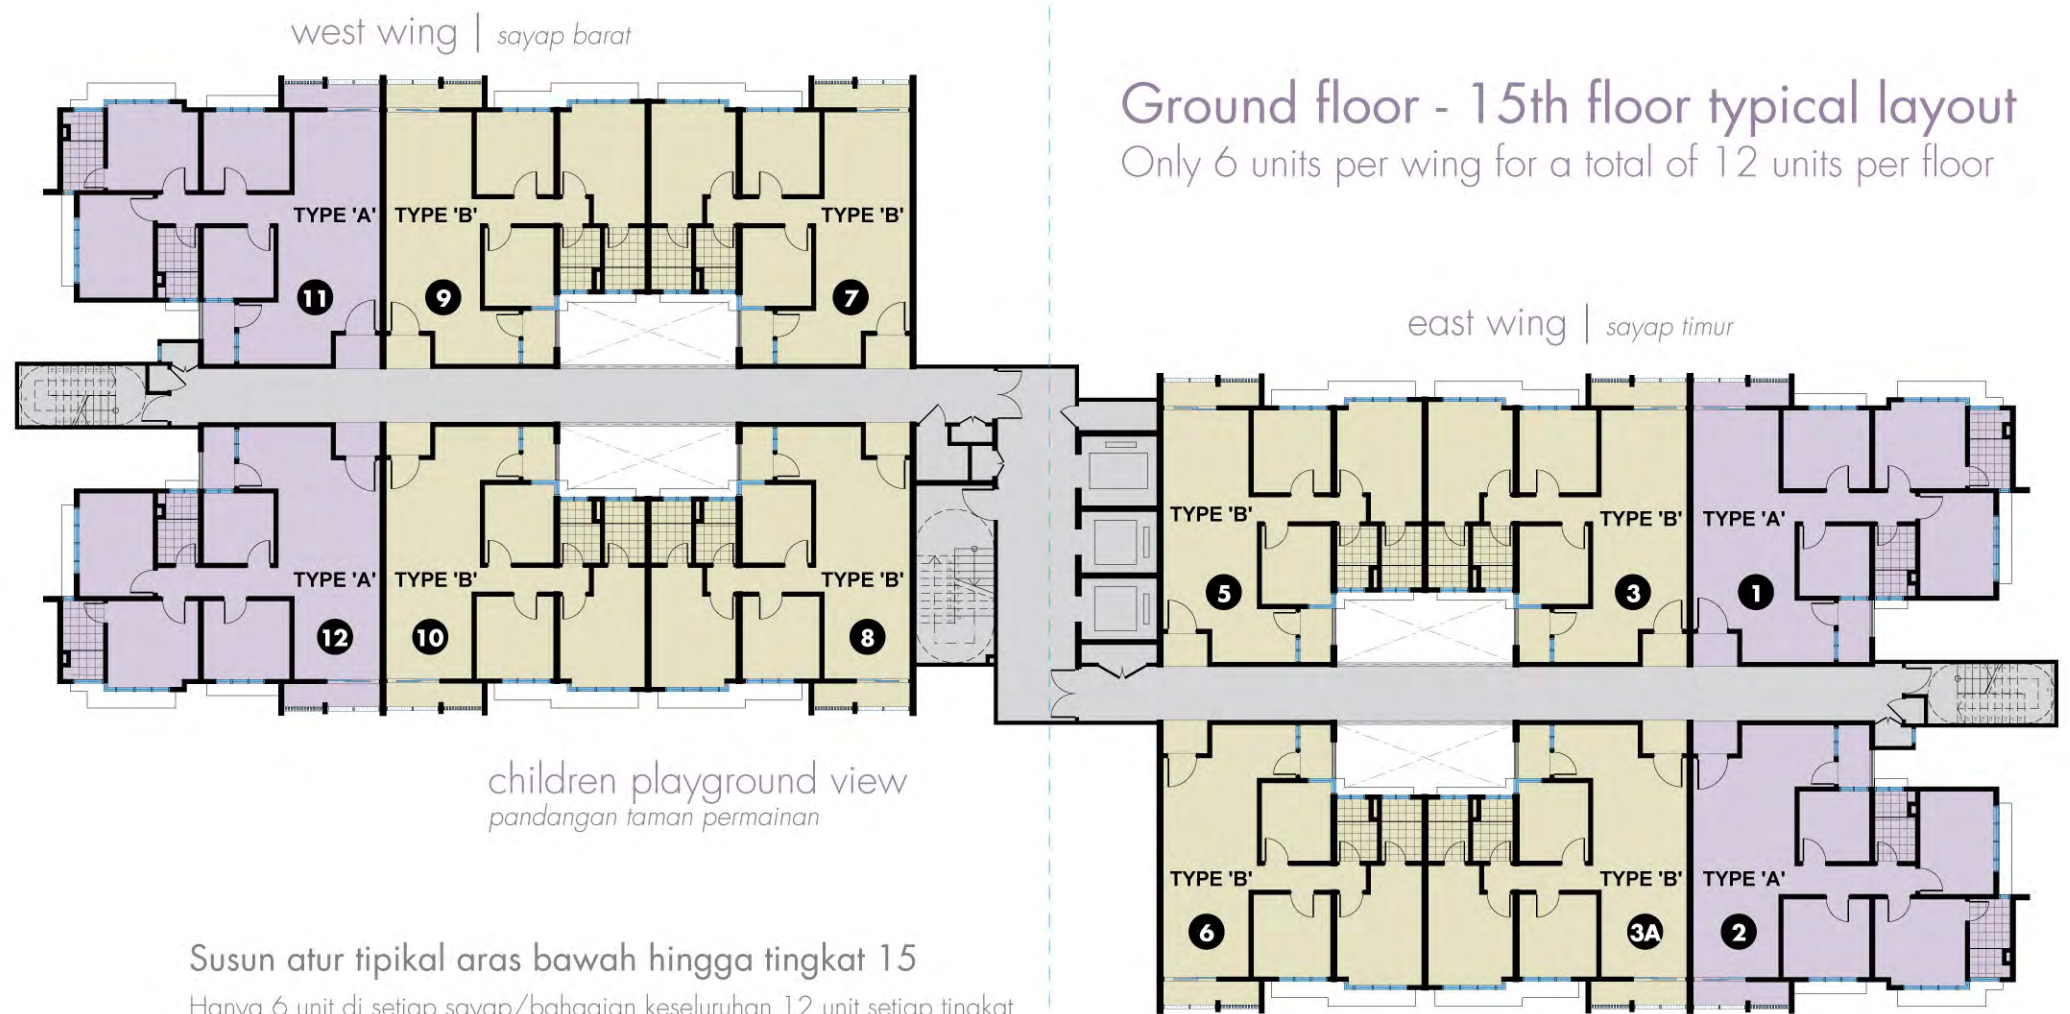 west wing | sayap barat
Ground floor - 15th floor typical layout
Only 6 units per wing for a total of 12 units per floor
TYPE 'A' TYPE 'B' TYPE 'B'
11 9 7
east wing | sayap timur
TYPE 'B' TYPE 'B' TYPE 'A'
5 3 1
TYPE 'A' TYPE 'B' TYPE 'B'
12 10 8
children playground view
pandangan taman permainan
TYPE 'B' TYPE 'B' TYPE 'A'
6 3A 2
Susun atur tipikal aras bawah hingga tingkat 15
Hanya 6 unit di setiap sayap/bahagian keseluruhan 12 unit setiap tingkat